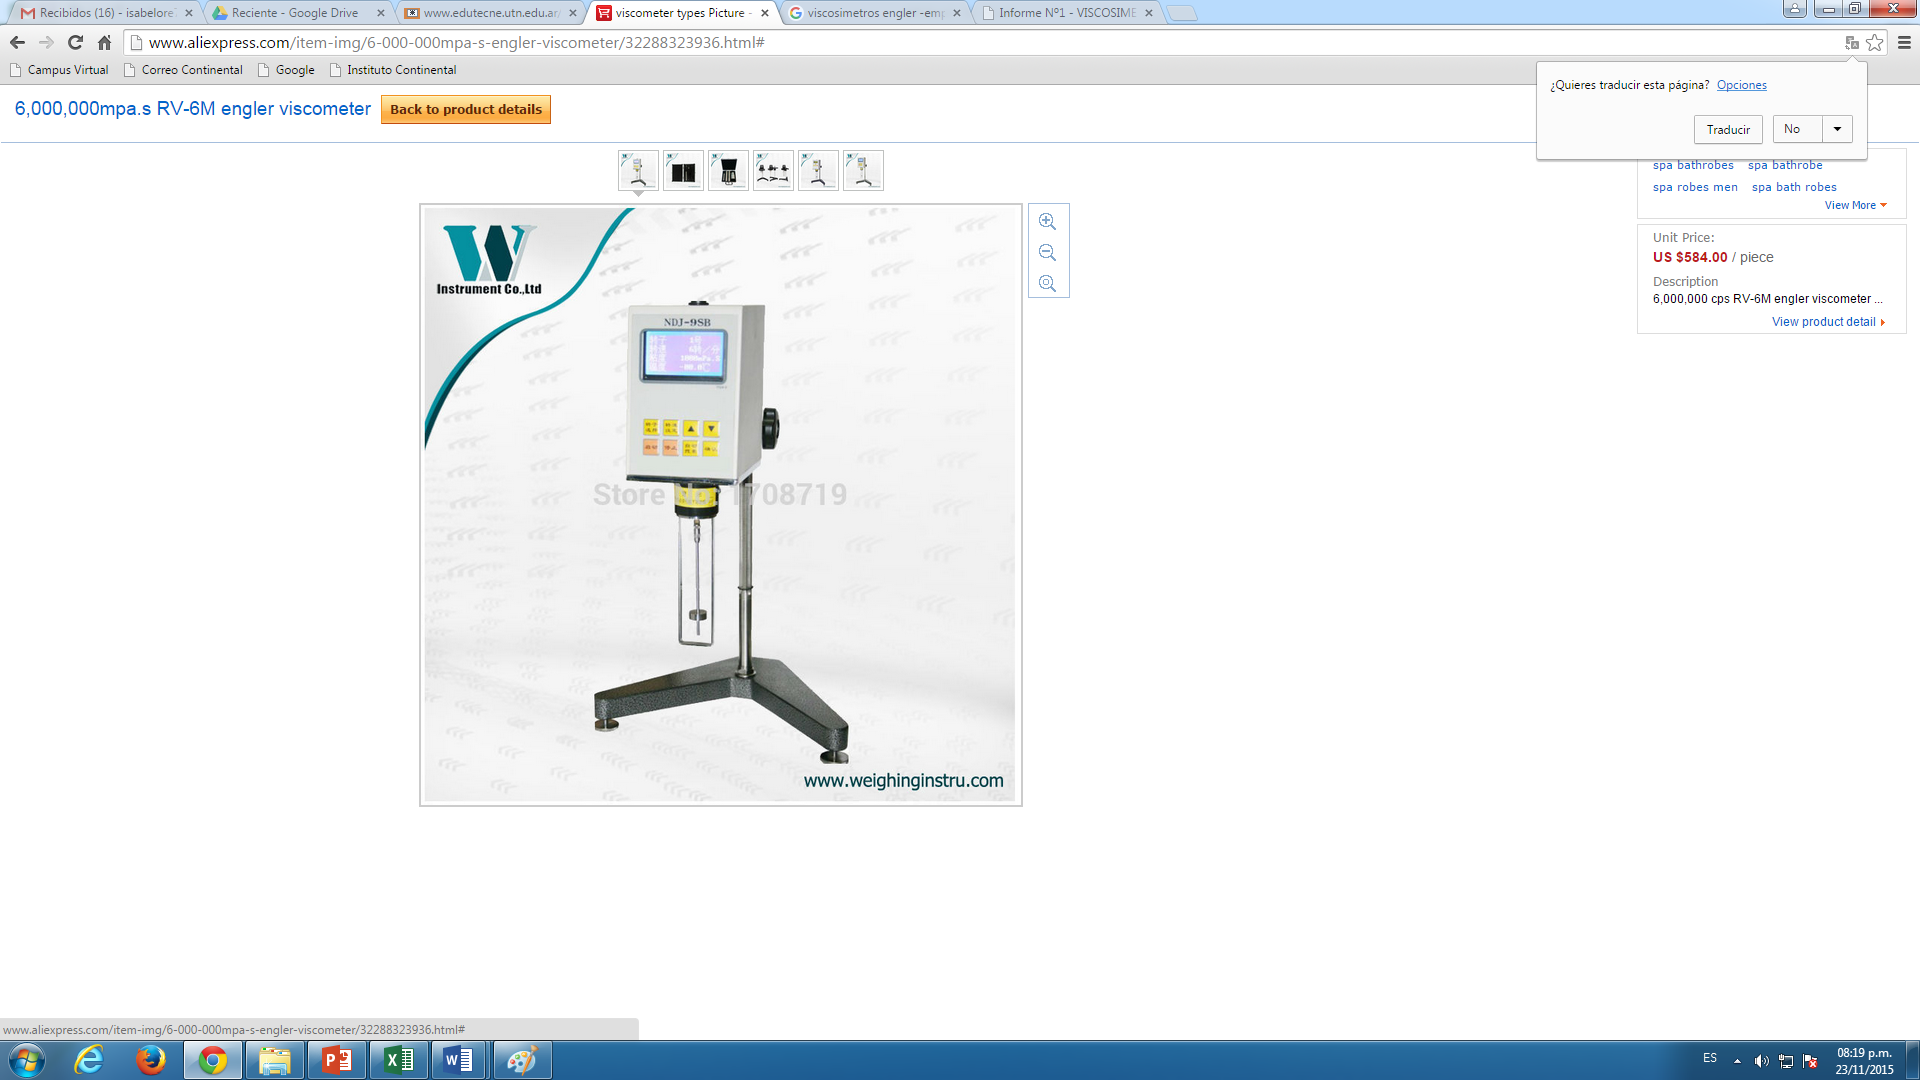 Recibidos (16) - isabelore
Reciente - Google Drive
www.edutecne.utn.edu.ar/
viscometer types Picture -
viscosimetros engler -emp
Informe Nº1 - VISCOSIME
www.aliexpress.com/item-img/6-000-000mpa-s-engler-viscometer/32288323936.html#
Campus Virtual
Correo Continental
Google
Instituto Continental
¿Quieres traducir esta página? Opciones
Traducir
No
6,000,000mpa.s RV-6M engler viscometer
Back to product details
spa bathrobes spa bathrobe
spa robes men spa bath robes
View More
Unit Price:
US $584.00 / piece
Description
6,000,000 cps RV-6M engler viscometer ...
View product detail
W
Instrument Co.,Ltd
NDJ-9SB
Store 1708719
www.weighinginstru.com
www.aliexpress.com/item-img/6-000-000mpa-s-engler-viscometer/32288323936.html#
ES
08:19 p.m.
23/11/2015